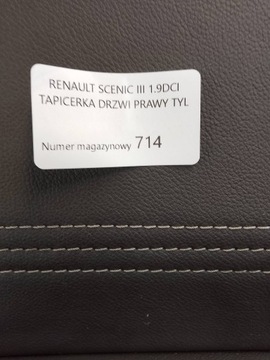 RENAULT SCENIC III 1.9DCI
TAPICERKA DRZWI PRAWY TYL
Numer magazynowy 714